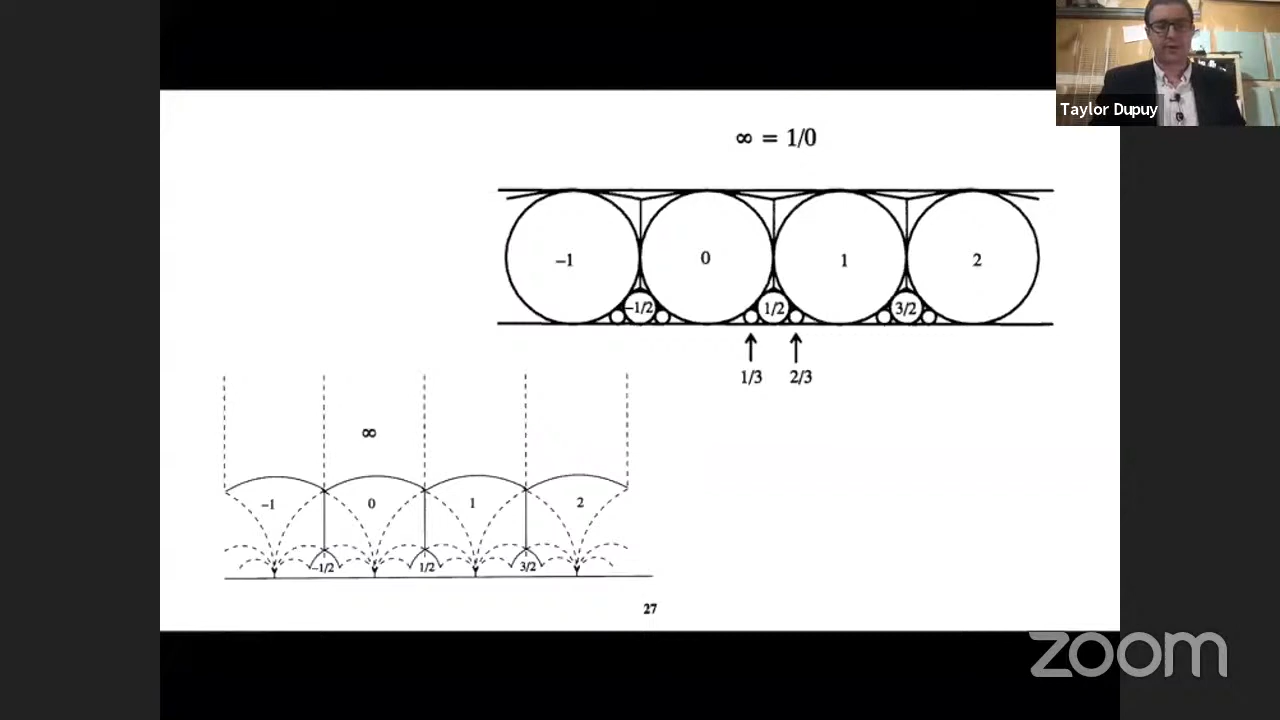 Taylor Dupuy
∞ = 1/0
–1 0 1 2
–1/2 1/2 3/2
1/3 2/3
∞
–1 0 1 2
–1/2 1/2 3/2
27
zoom